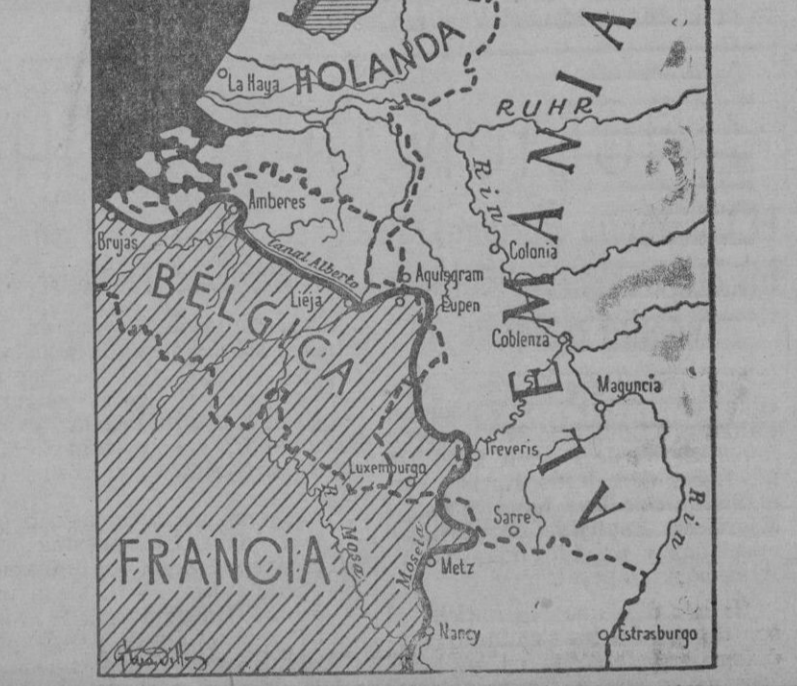 HOLANDA
La Haya
RUHR
ALEMANIA
Rin
Amberes
Brujas
Colonia
Canal Alberto
Aquisgram
BÉLGICA
Lieja
Eupen
Coblenza
Maguncia
Treveris
Luxemburgo
R. Mosa
Mosela
Sarre
Rin
FRANCIA
Metz
Nancy
Estrasburgo